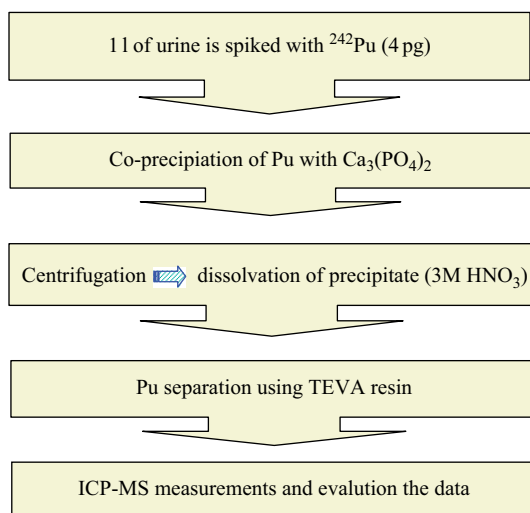 1 l of urine is spiked with ²⁴²Pu (4 pg)
Co-precipiation of Pu with Ca₃(PO₄)₂
Centrifugation dissolvation of precipitate (3M HNO₃)
Pu separation using TEVA resin
ICP-MS measurements and evalution the data